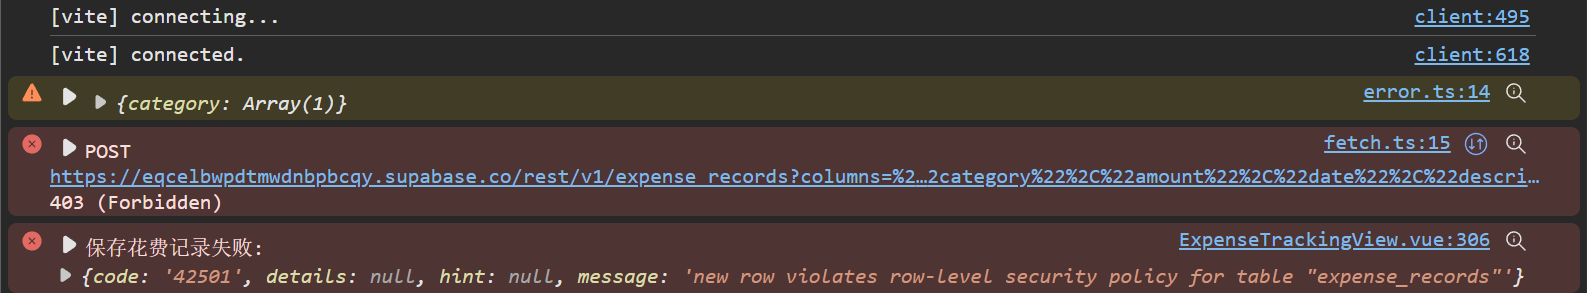 [vite] connecting... client:495
[vite] connected. client:618
{category: Array(1)} error.ts:14
POST fetch.ts:15
https://eqcelbwpdtmwdnbpbcqy.supabase.co/rest/v1/expense_records?columns=%2…2category%22%2C%22amount%22%2C%22date%22%2C%22descri…
403 (Forbidden)
保存花费记录失败: ExpenseTrackingView.vue:306
{code: '42501', details: null, hint: null, message: 'new row violates row-level security policy for table "expense_records"'}